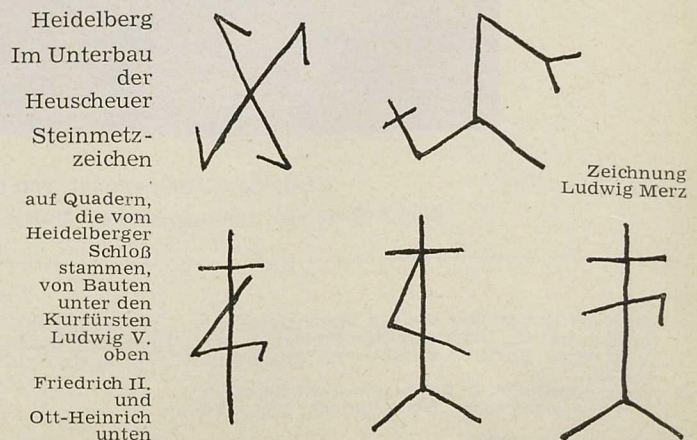 Heidelberg
Im Unterbau
der
Heuscheuer
Steinmetz-
zeichen
Zeichnung
Ludwig Merz
auf Quadern,
die vom
Heidelberger
Schloß
stammen,
von Bauten
unter den
Kurfürsten
Ludwig V.
oben
Friedrich II.
und
Ott-Heinrich
unten